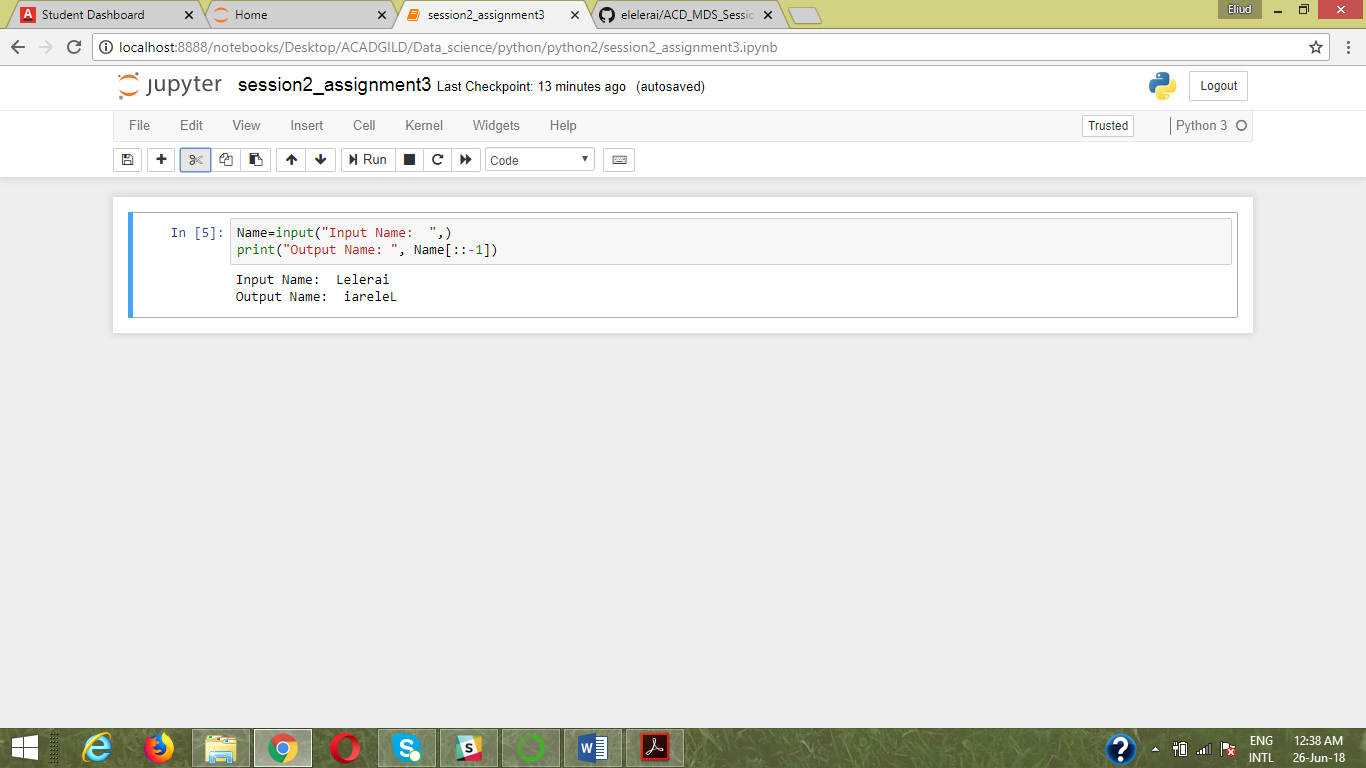 Student Dashboard
Home
session2_assignment3
elelerai/ACD_MDS_Sessio
Eliud
localhost:8888/notebooks/Desktop/ACADGILD/Data_science/python/python2/session2_assignment3.ipynb
jupyter session2_assignment3 Last Checkpoint: 13 minutes ago (autosaved)
Logout
File Edit View Insert Cell Kernel Widgets Help
Trusted
Python 3
Run
Code
In [5]: Name=input("Input Name:  ",)
print("Output Name: ", Name[::-1])
Input Name:  Lelerai
Output Name:  iareleL
ENG
INTL
12:38 AM
26-Jun-18